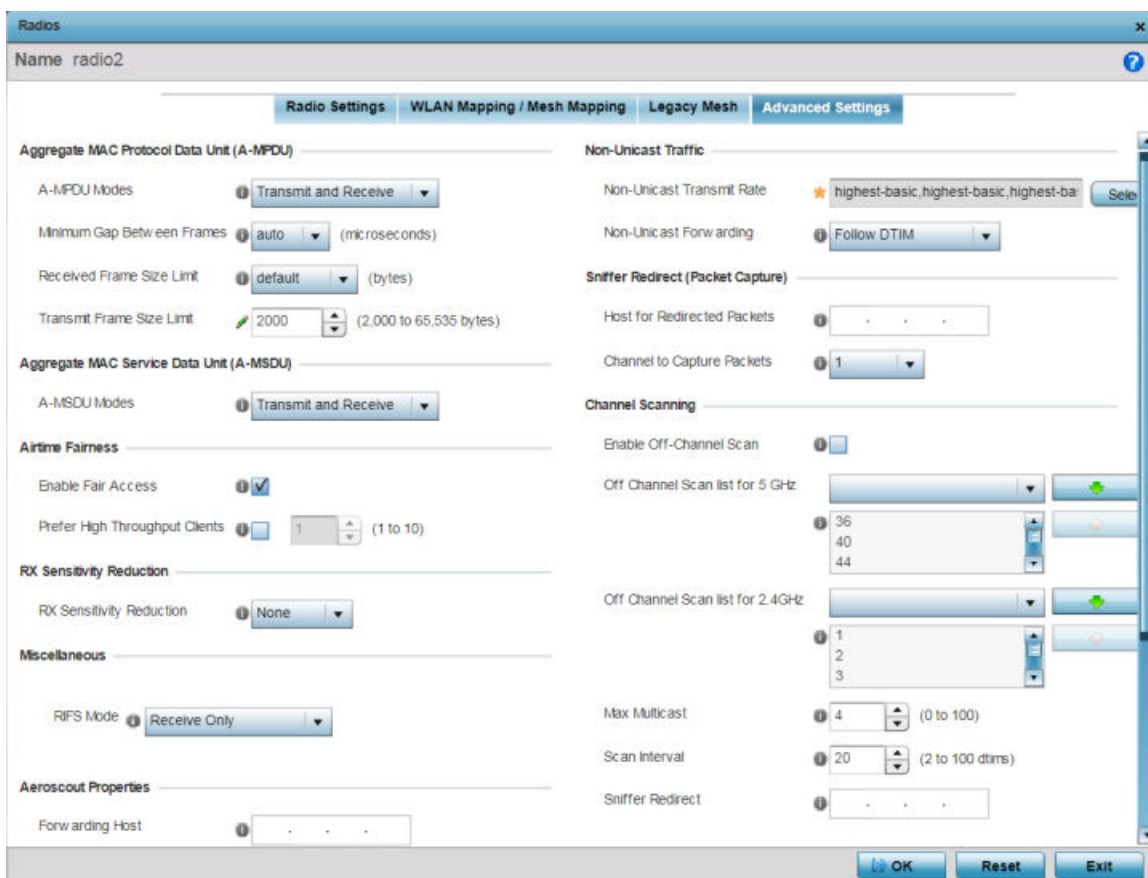 Radios
Name radio2
Radio Settings WLAN Mapping / Mesh Mapping Legacy Mesh Advanced Settings
Aggregate MAC Protocol Data Unit (A-MPDU)
A-MPDU Modes Transmit and Receive
Minimum Gap Between Frames auto (microseconds)
Received Frame Size Limit default (bytes)
Transmit Frame Size Limit 2000 (2,000 to 65,535 bytes)
Aggregate MAC Service Data Unit (A-MSDU)
A-MSDU Modes Transmit and Receive
Airtime Fairness
Enable Fair Access
Prefer High Throughput Clients 1 (1 to 10)
RX Sensitivity Reduction
RX Sensitivity Reduction None
Miscellaneous
RIFS Mode Receive Only
Aeroscout Properties
Forwarding Host . . .
Non-Unicast Traffic
Non-Unicast Transmit Rate highest-basic,highest-basic,highest-ba Sele
Non-Unicast Forwarding Follow DTIM
Sniffer Redirect (Packet Capture)
Host for Redirected Packets . . .
Channel to Capture Packets 1
Channel Scanning
Enable Off-Channel Scan
Off Channel Scan list for 5 GHz
36
40
44
Off Channel Scan list for 2.4GHz
1
2
3
Max Multicast 4 (0 to 100)
Scan Interval 20 (2 to 100 dtims)
Sniffer Redirect . . .
OK Reset Exit